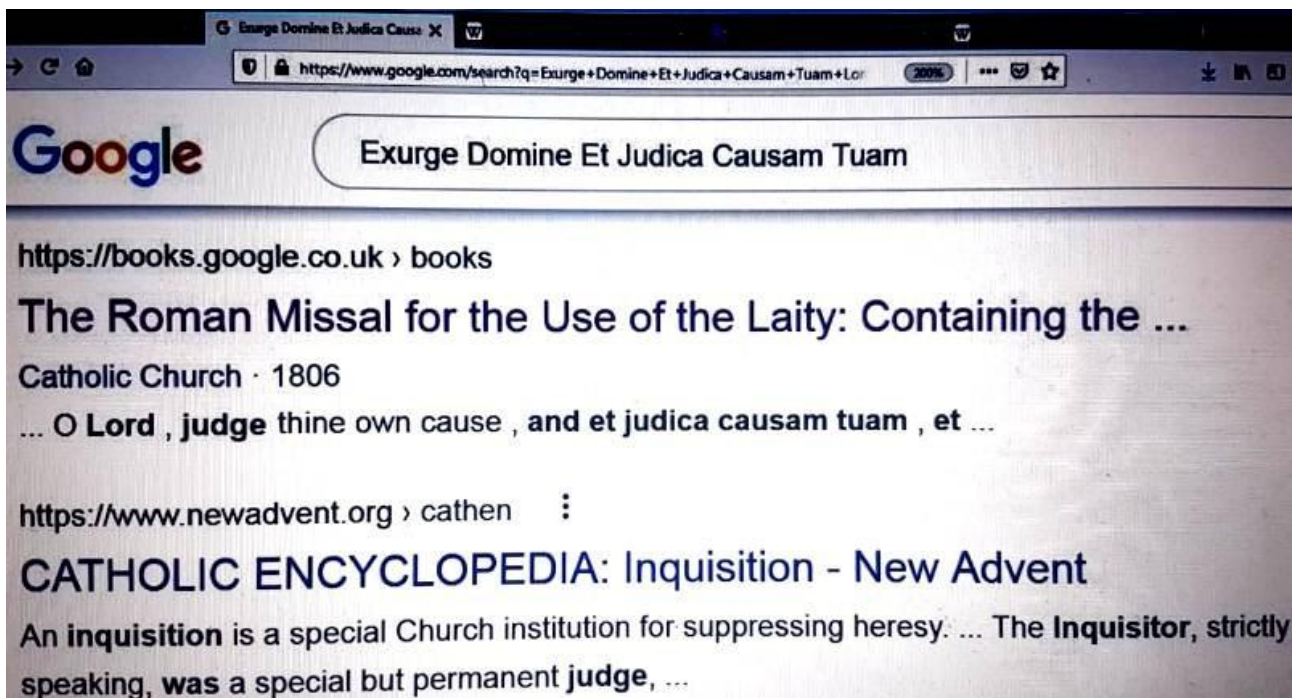 Exurge Domine Et Judica Causa
https://www.google.com/search?q=Exurge+Domine+Et+Judica+Causam+Tuam+Lor 200%
Google Exurge Domine Et Judica Causam Tuam
https://books.google.co.uk › books
The Roman Missal for the Use of the Laity: Containing the ...
Catholic Church · 1806
... O Lord , judge thine own cause , and et judica causam tuam , et ...
https://www.newadvent.org › cathen
CATHOLIC ENCYCLOPEDIA: Inquisition - New Advent
An inquisition is a special Church institution for suppressing heresy. ... The Inquisitor, strictly
speaking, was a special but permanent judge, ...